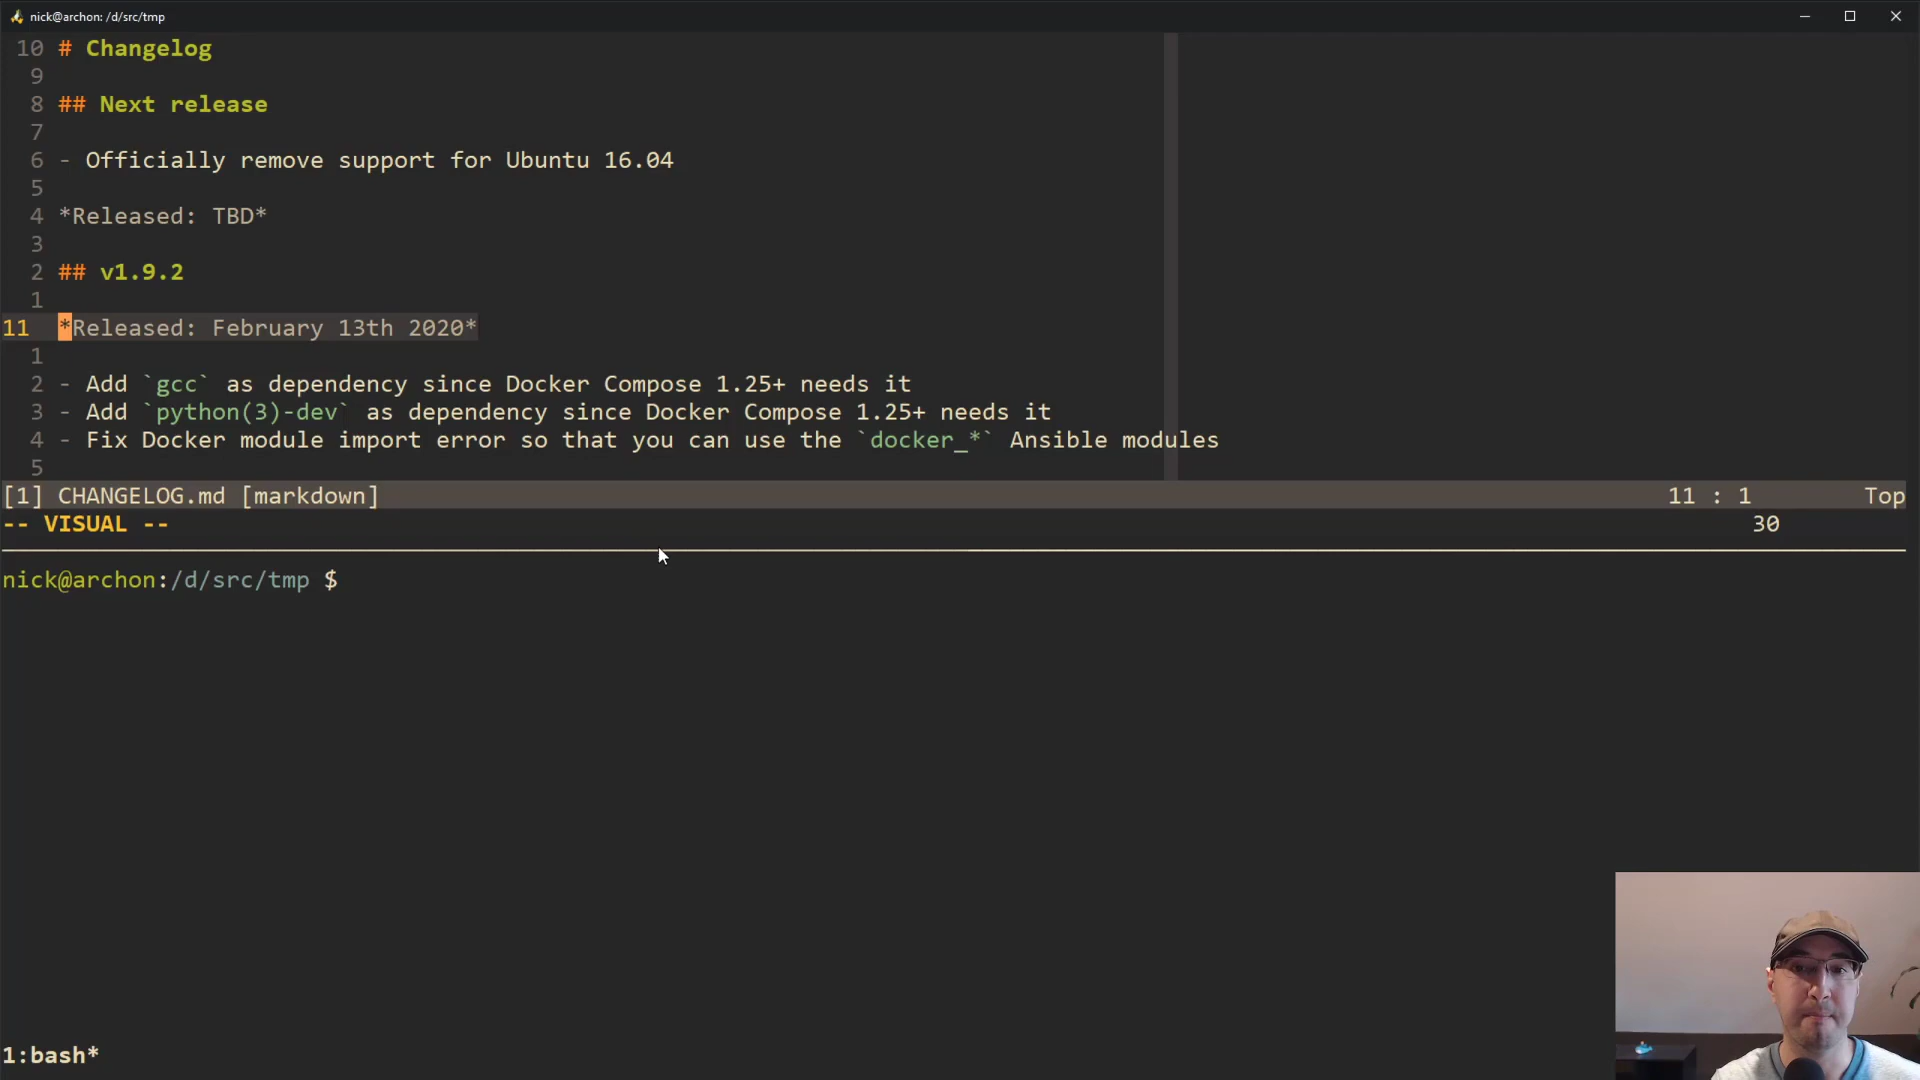 nick@archon: /d/src/tmp
10 # Changelog
9
8 ## Next release
7
6 - Officially remove support for Ubuntu 16.04
5
4 *Released: TBD*
3
2 ## v1.9.2
1
11 *Released: February 13th 2020*
1
2 - Add `gcc` as dependency since Docker Compose 1.25+ needs it
3 - Add `python(3)-dev` as dependency since Docker Compose 1.25+ needs it
4 - Fix Docker module import error so that you can use the `docker_*` Ansible modules
5
[1] CHANGELOG.md [markdown] 11 : 1 Top
-- VISUAL -- 30
nick@archon:/d/src/tmp $
1:bash*